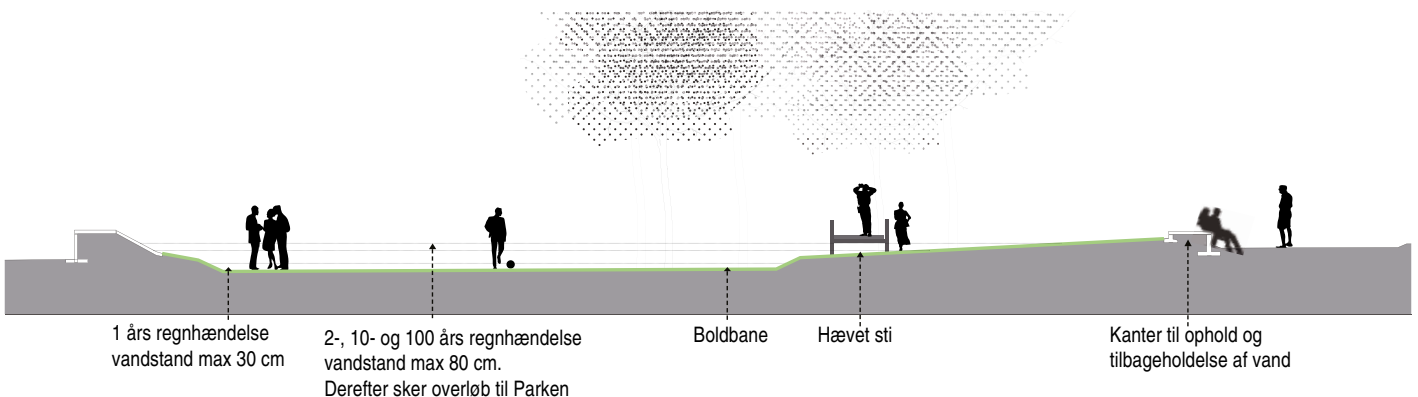 1 års regnhændelse
vandstand max 30 cm
2-, 10- og 100 års regnhændelse
vandstand max 80 cm.
Derefter sker overløb til Parken
Boldbane
Hævet sti
Kanter til ophold og
tilbageholdelse af vand